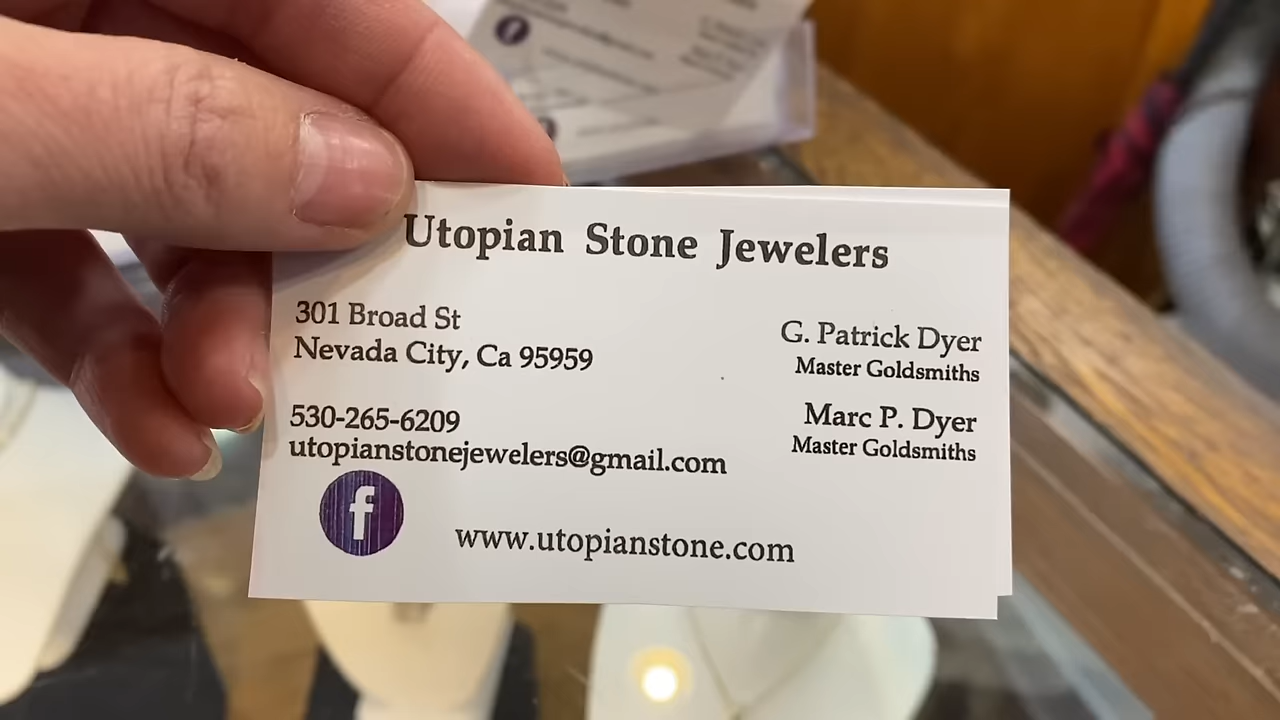 Utopian Stone Jewelers
301 Broad St
Nevada City, Ca 95959
530-265-6209
utopianstonejewelers@gmail.com
f
www.utopianstone.com
G. Patrick Dyer
Master Goldsmiths
Marc P. Dyer
Master Goldsmiths